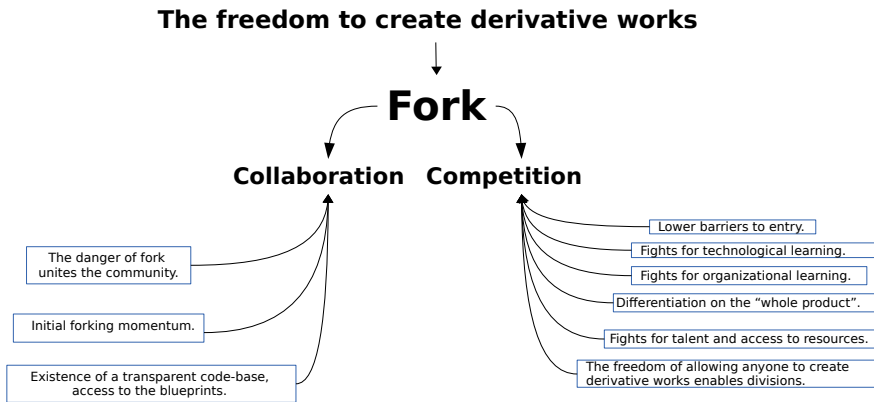 The freedom to create derivative works
Fork
Collaboration
Competition
The danger of fork
unites the community.
Initial forking momentum.
Existence of a transparent code-base,
access to the blueprints.
Lower barriers to entry.
Fights for technological learning.
Fights for organizational learning.
Differentiation on the “whole product”.
Fights for talent and access to resources.
The freedom of allowing anyone to create
derivative works enables divisions.